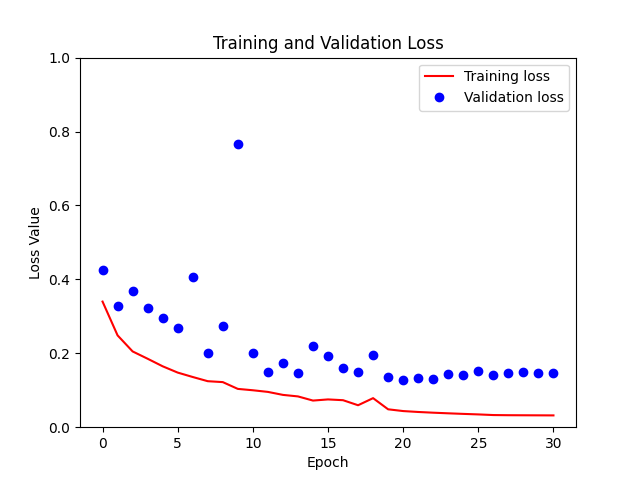 Training and Validation Loss
Training loss
Validation loss
1.0
0.8
0.6
0.4
0.2
0.0
Loss Value
0 5 10 15 20 25 30
Epoch